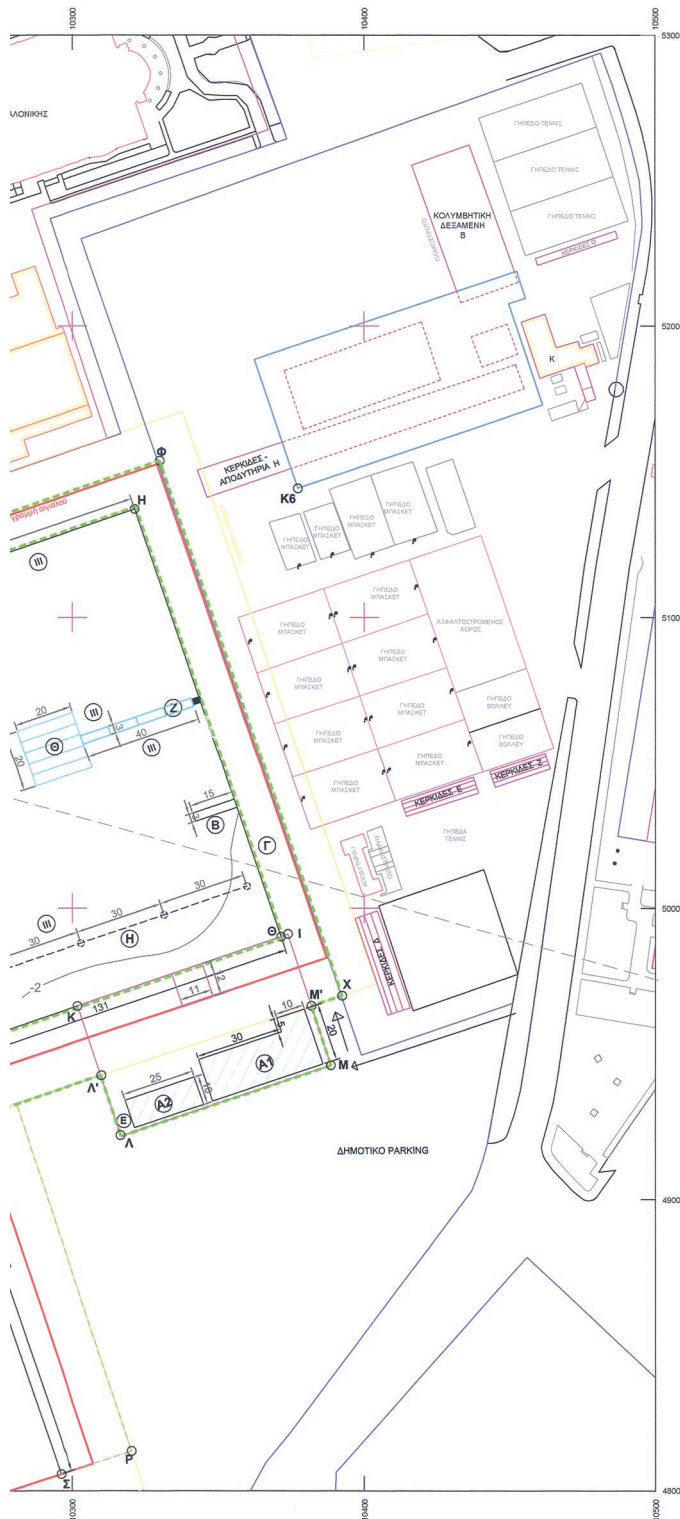 10300
10400
10500
5300
ΑΛΟΝΙΚΗΣ
ΓΗΠΕΔΟ ΤΕΝΝΙΣ
ΓΗΠΕΔΟ ΤΕΝΝΙΣ
ΓΗΠΕΔΟ ΤΕΝΝΙΣ
ΚΟΛΥΜΒΗΤΙΚΗ
ΔΕΞΑΜΕΝΗ
Β
ΠΛΑΚΟΣΤΡΩΤΟ
ΚΕΡΚΙΔΕΣ Θ
5200
Κ
ΚΕΡΚΙΔΕΣ -
ΑΠΟΔΥΤΗΡΙΑ Η
Κ6
Φ
Η
III
ΓΗΠΕΔΟ
ΜΠΑΣΚΕΤ
ΓΗΠΕΔΟ
ΜΠΑΣΚΕΤ
ΓΗΠΕΔΟ
ΜΠΑΣΚΕΤ
ΓΗΠΕΔΟ
ΜΠΑΣΚΕΤ
5100
ΓΗΠΕΔΟ
ΜΠΑΣΚΕΤ
ΓΗΠΕΔΟ
ΜΠΑΣΚΕΤ
ΑΣΦΑΛΤΟΣΤΡΩΜΕΝΟΣ
ΧΩΡΟΣ
ΓΗΠΕΔΟ
ΜΠΑΣΚΕΤ
ΓΗΠΕΔΟ
ΜΠΑΣΚΕΤ
ΓΗΠΕΔΟ
ΒΟΛΛΕΥ
ΓΗΠΕΔΟ
ΜΠΑΣΚΕΤ
ΓΗΠΕΔΟ
ΜΠΑΣΚΕΤ
ΓΗΠΕΔΟ
ΒΟΛΛΕΥ
ΓΗΠΕΔΟ
ΜΠΑΣΚΕΤ
ΓΗΠΕΔΟ
ΜΠΑΣΚΕΤ
ΚΕΡΚΙΔΕΣ Ζ
ΚΕΡΚΙΔΕΣ Ε
20
III
Ζ
Θ
3
40
III
20
15
Β
3
Γ
ΓΗΠΕΔΑ
ΤΕΝΝΙΣ
ΑΠΟΔΥΤΗΡΙΑ Ι
5000
ΚΕΡΚΙΔΕΣ Δ
III
30
30
30
Η
-2
Θ
Ι
Κ
131
11
12
Χ
Μ'
10
5
20
30
Α1
Μ
Λ'
25
10
Α2
Ε
Λ
ΔΗΜΟΤΙΚΟ PARKING
4900
Ρ
Σ
4800
10300
10400
10500